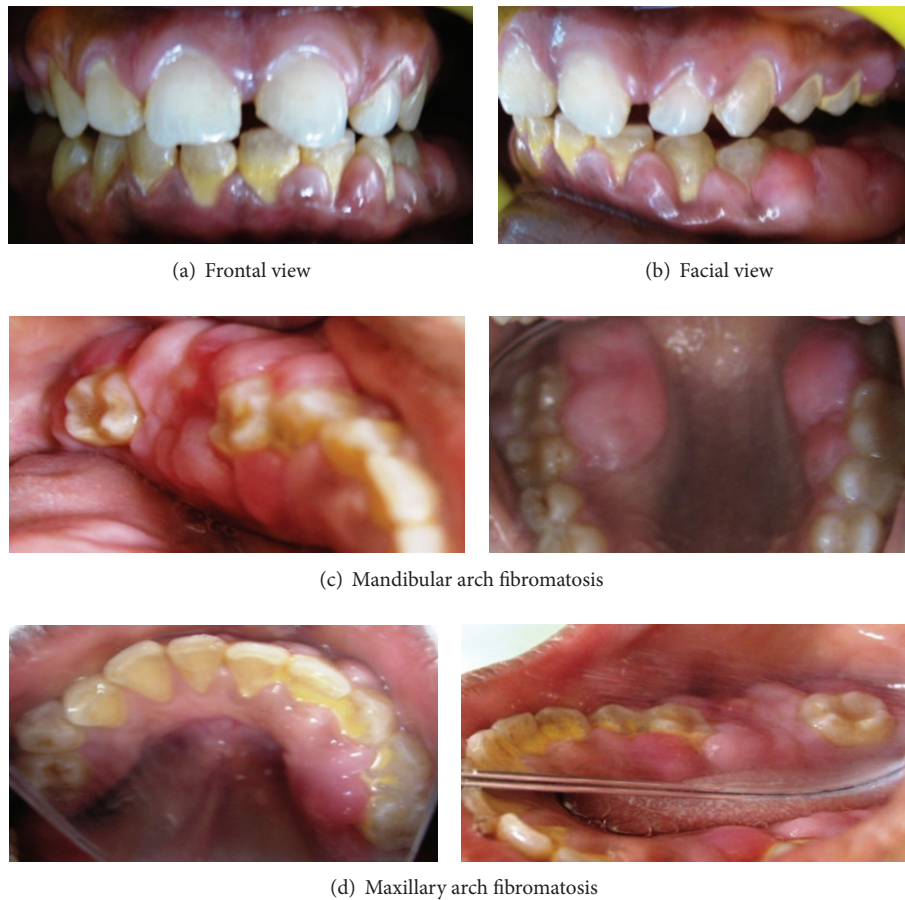 (a) Frontal view
(b) Facial view
(c) Mandibular arch fibromatosis
(d) Maxillary arch fibromatosis